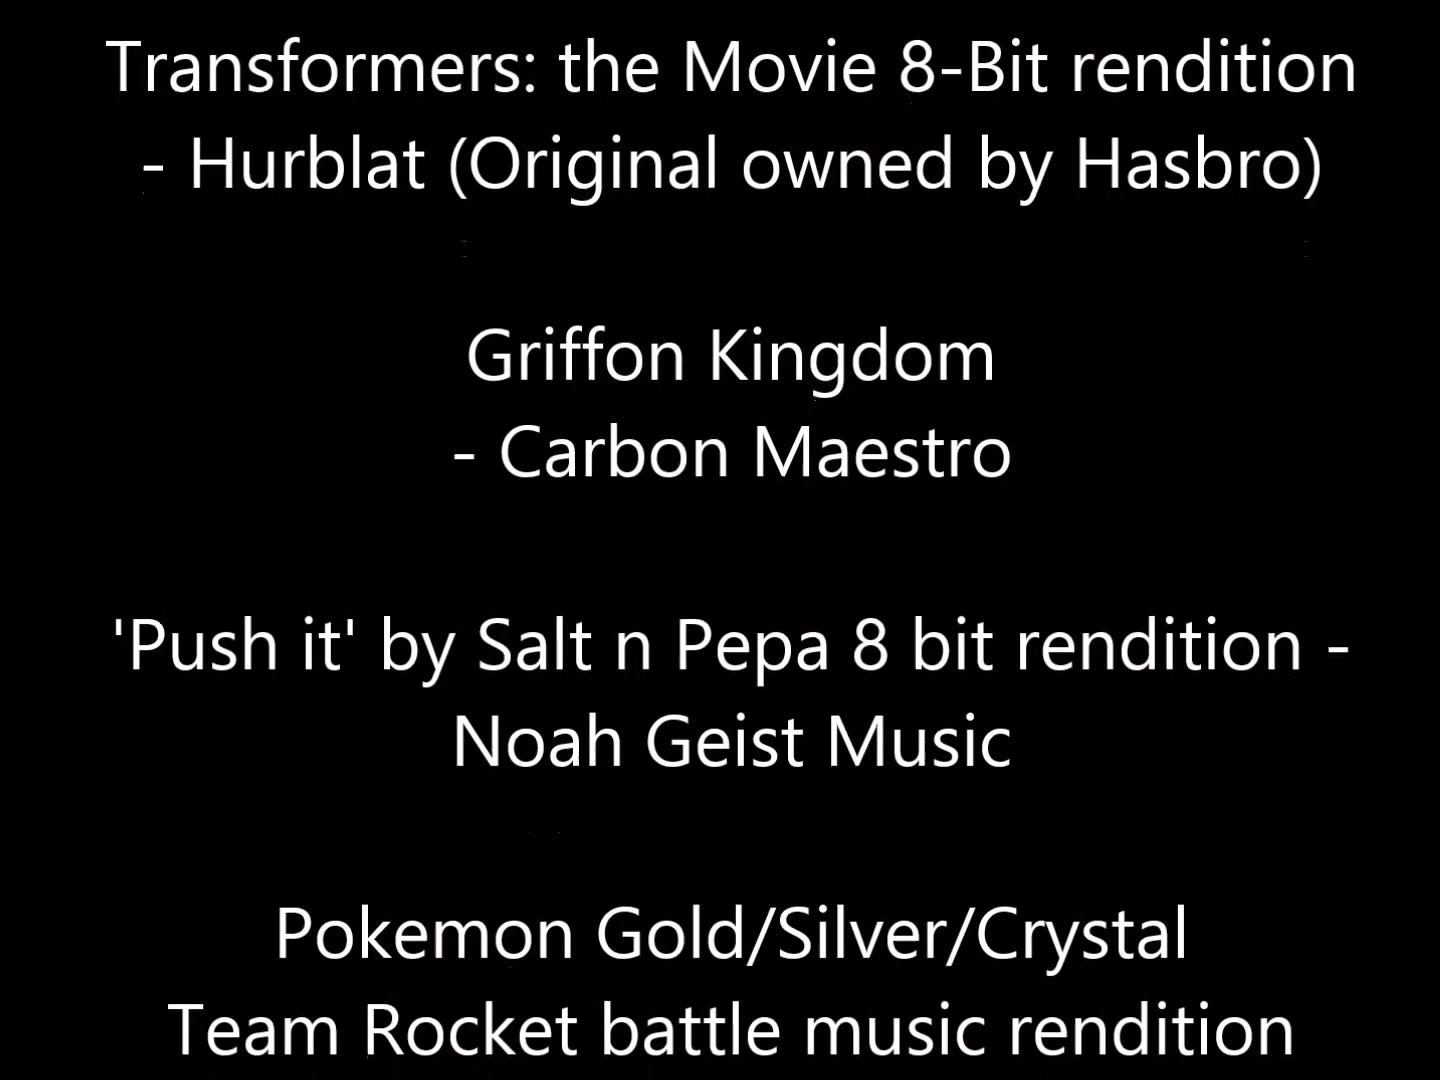 Transformers: the Movie 8-Bit rendition
- Hurblat (Original owned by Hasbro)
Griffon Kingdom
- Carbon Maestro
'Push it' by Salt n Pepa 8 bit rendition -
Noah Geist Music
Pokemon Gold/Silver/Crystal
Team Rocket battle music rendition